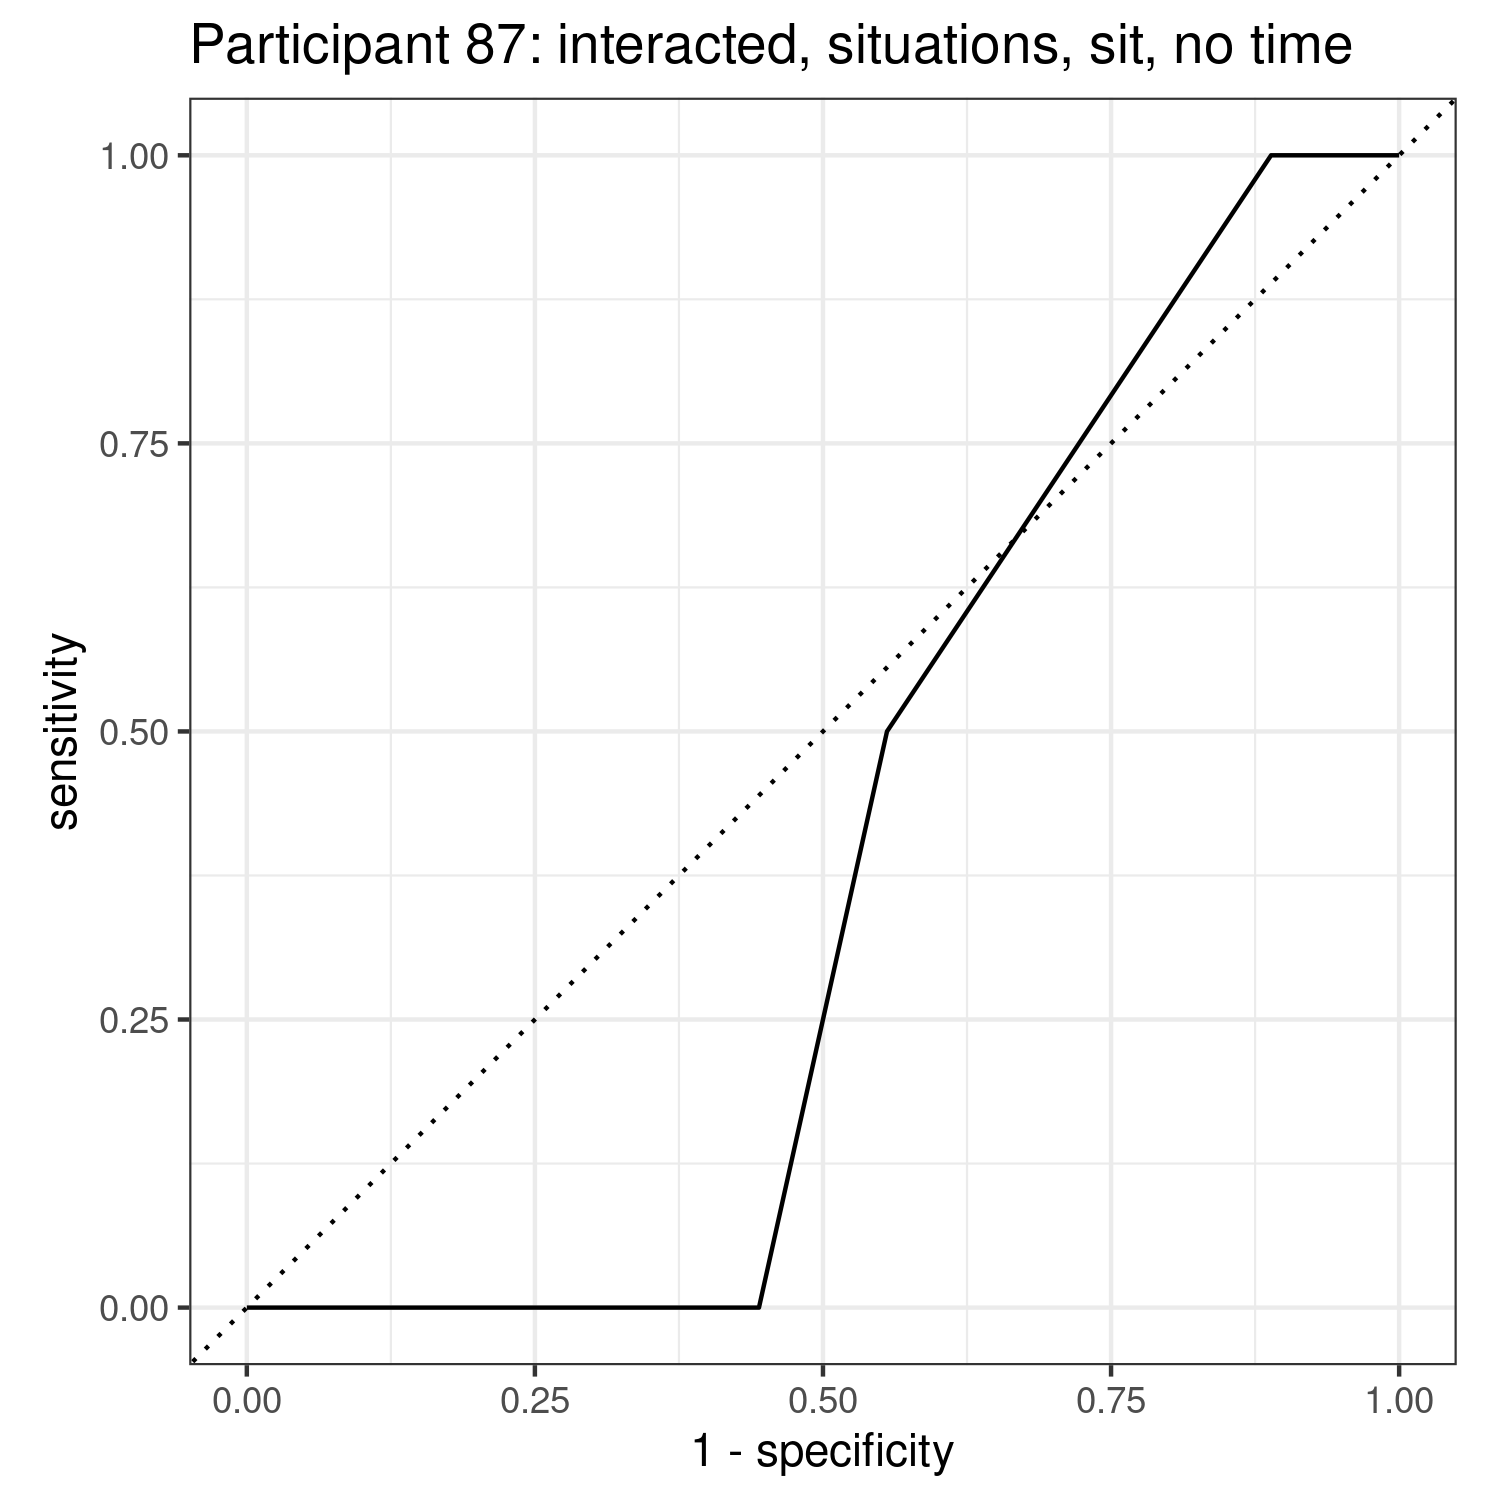 Participant 87: interacted, situations, sit, no time
1.00
0.75
0.50
0.25
0.00
sensitivity
0.00 0.25 0.50 0.75 1.00
1 - specificity